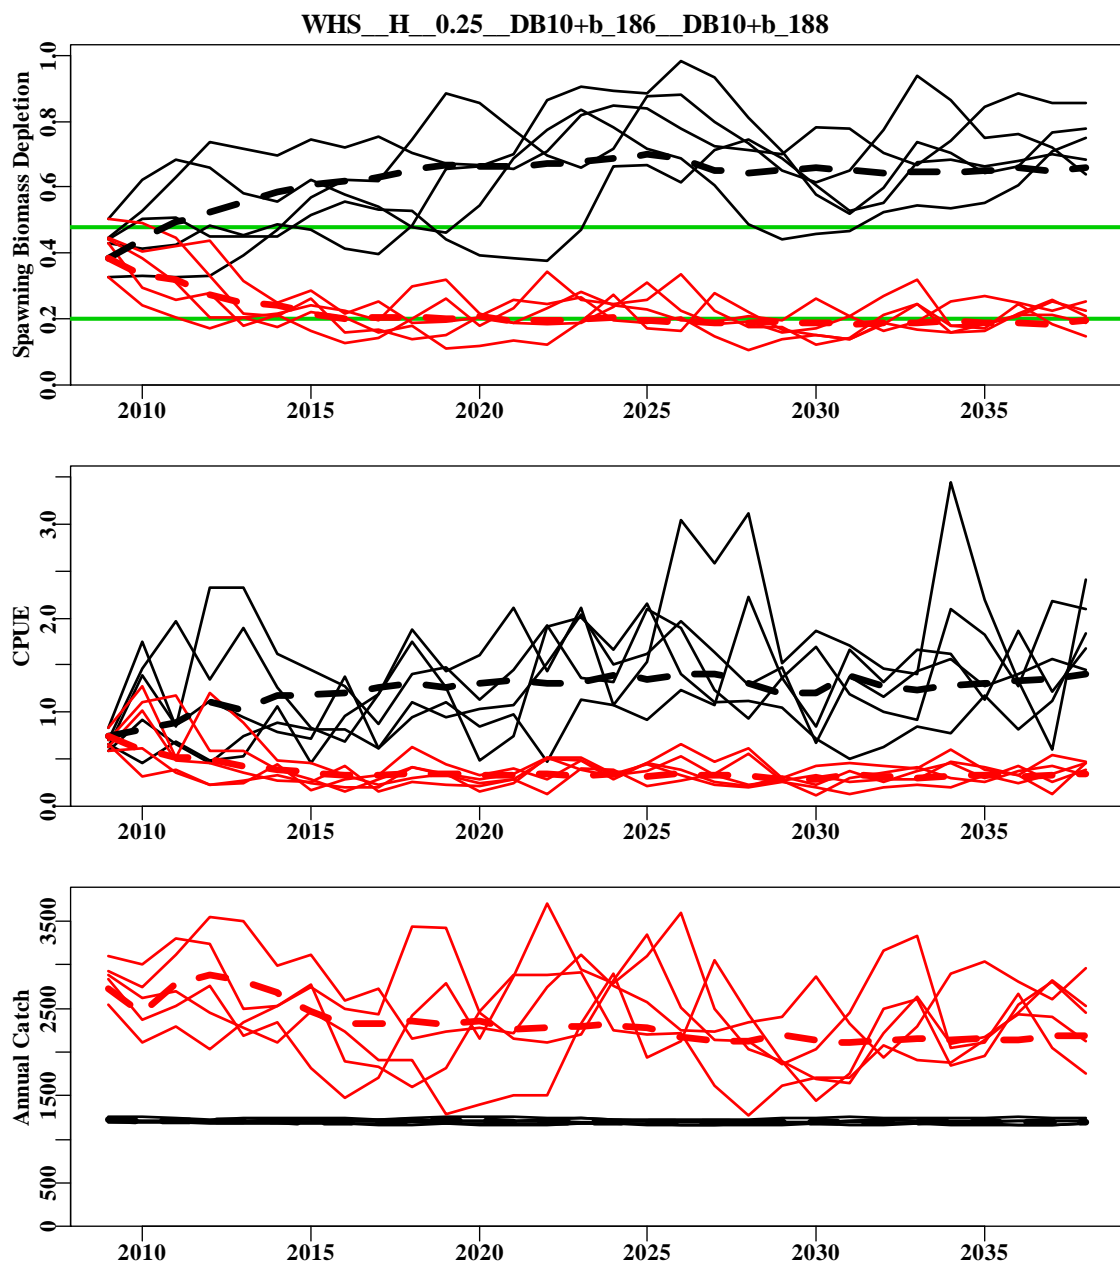 WHS__H__0.25__DB10+b_186__DB10+b_188
Spawning Biomass Depletion
1.0
0.8
0.6
0.4
0.2
0.0
2010 2015 2020 2025 2030 2035
CPUE
3.0
2.0
1.0
0.0
2010 2015 2020 2025 2030 2035
Annual Catch
3500
2500
1500
500
0
2010 2015 2020 2025 2030 2035